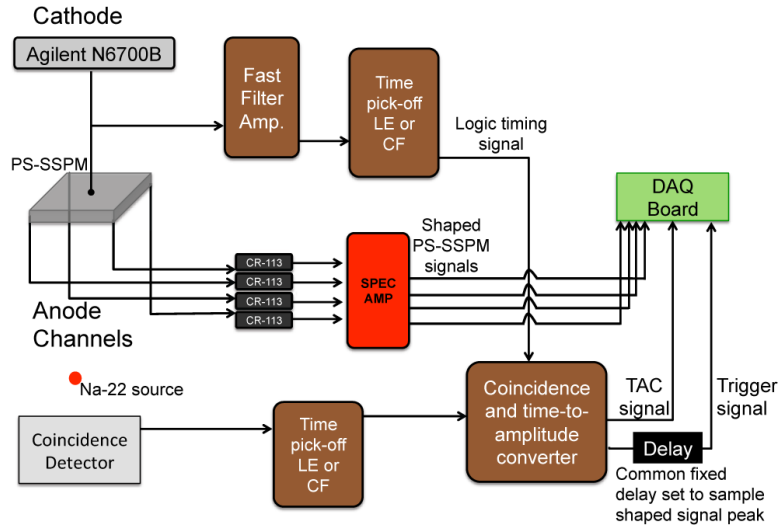 Cathode
Agilent N6700B
Fast
Filter
Amp.
Time
pick-off
LE or
CF
Logic timing
signal
PS-SSPM
DAQ
Board
Shaped
PS-SSPM
signals
CR-113
CR-113
CR-113
CR-113
SPEC
AMP
Anode
Channels
Na-22 source
Coincidence
Detector
Time
pick-off
LE or
CF
Coincidence
and time-to-
amplitude
converter
TAC
signal
Trigger
signal
Delay
Common fixed
delay set to sample
shaped signal peak